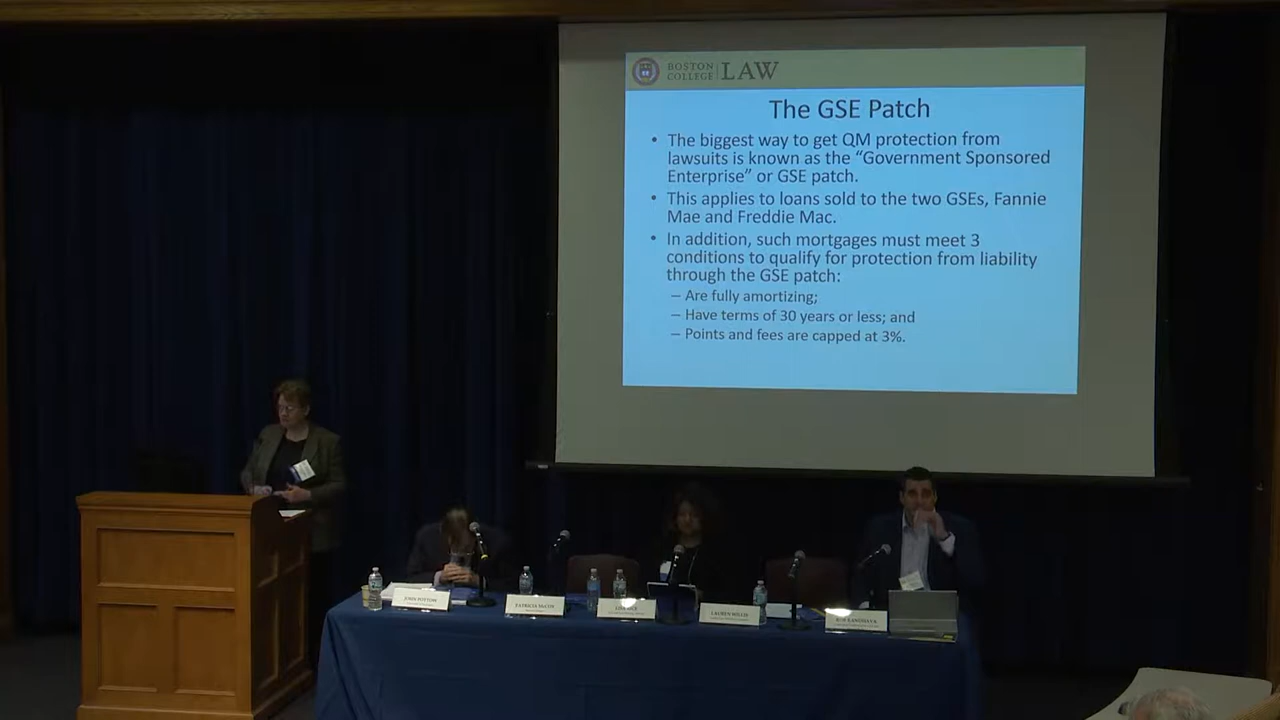 BOSTON COLLEGE | LAW
The GSE Patch
• The biggest way to get QM protection from
lawsuits is known as the “Government Sponsored
Enterprise” or GSE patch.
• This applies to loans sold to the two GSEs, Fannie
Mae and Freddie Mac.
• In addition, such mortgages must meet 3
conditions to qualify for protection from liability
through the GSE patch:
– Are fully amortizing;
– Have terms of 30 years or less; and
– Points and fees are capped at 3%.
PATRICIA McCOY
LAUREN WILLIS